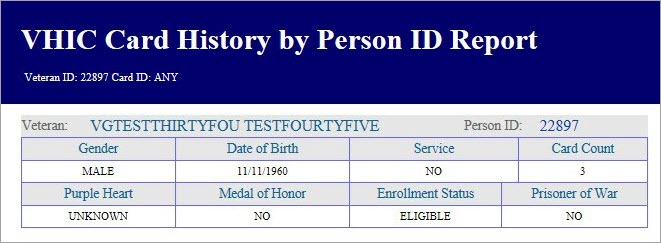 VHIC Card History by Person ID Report
Veteran ID: 22897 Card ID: ANY
Veteran: VGTESTTHIRTYFOU TESTFOURTYFIVE Person ID: 22897
Gender Date of Birth Service Card Count
MALE 11/11/1960 NO 3
Purple Heart Medal of Honor Enrollment Status Prisoner of War
UNKNOWN NO ELIGIBLE NO